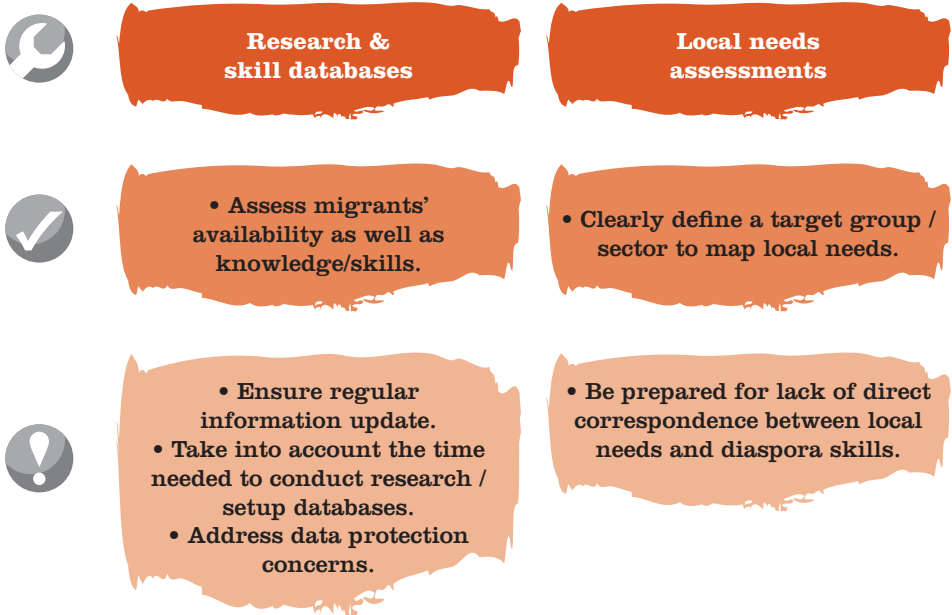 Research &
skill databases
Local needs
assessments
• Assess migrants’
availability as well as
knowledge/skills.
• Clearly define a target group /
sector to map local needs.
• Ensure regular
information update.
• Take into account the time
needed to conduct research /
setup databases.
• Address data protection
concerns.
• Be prepared for lack of direct
correspondence between local
needs and diaspora skills.